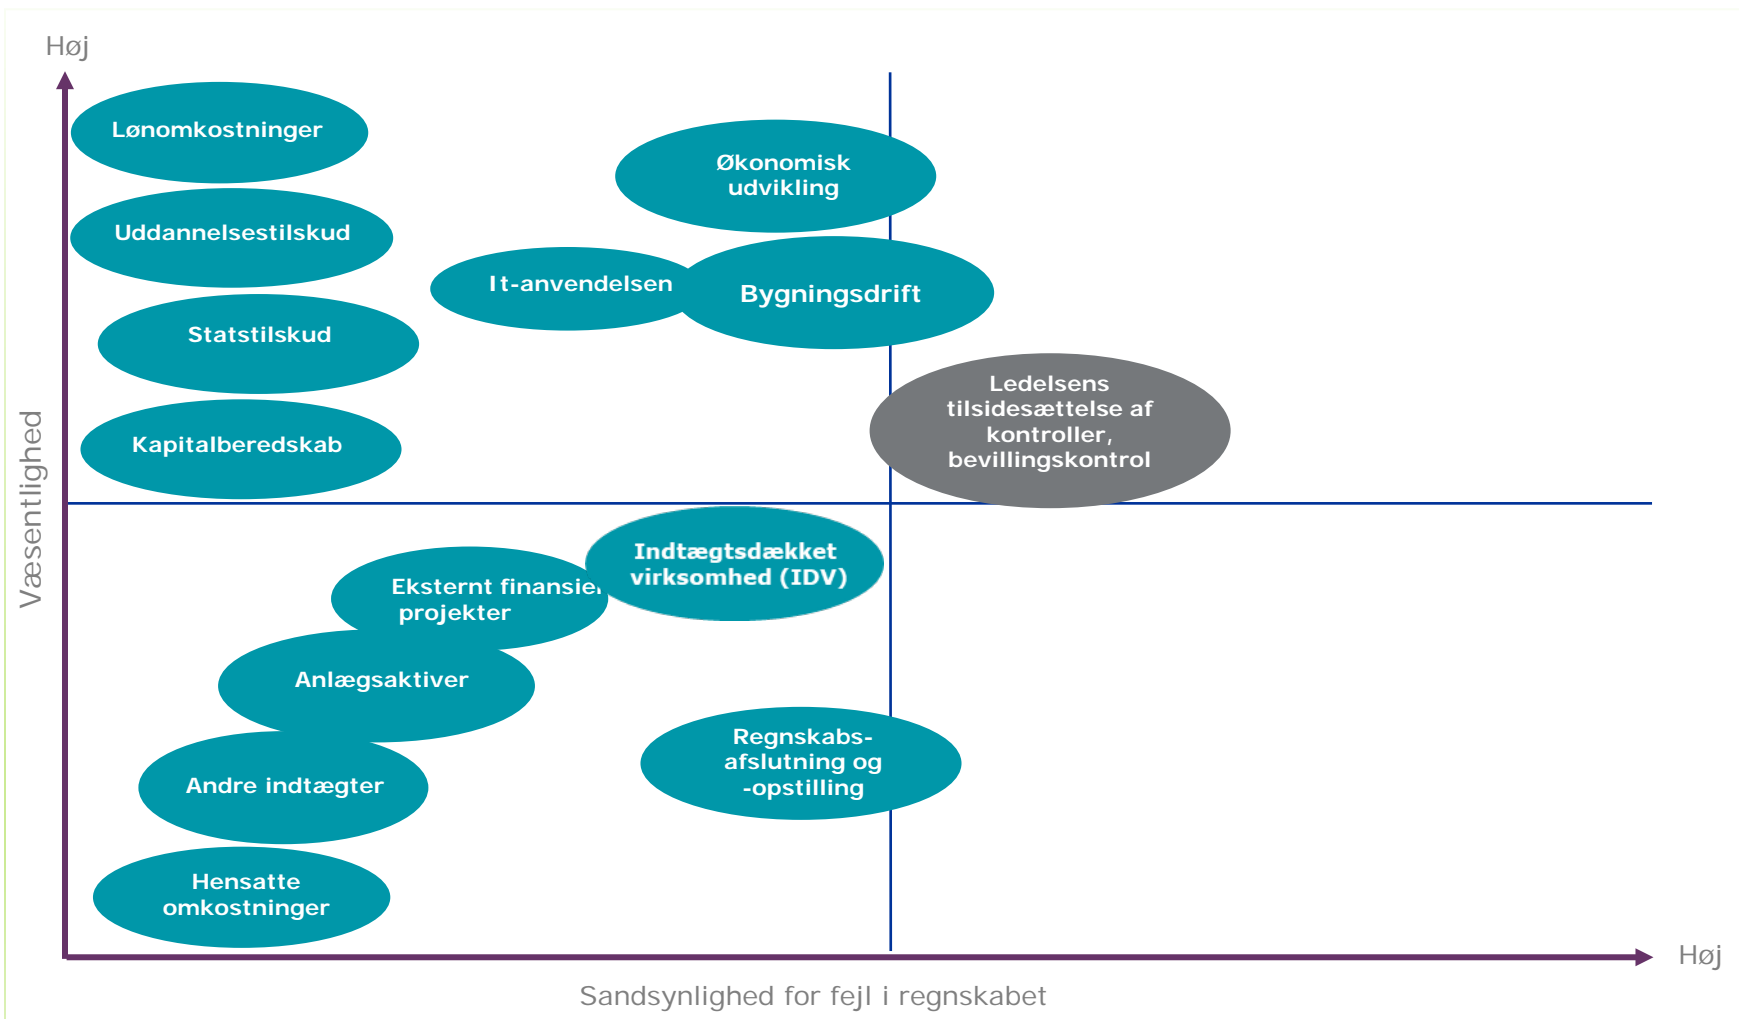 Høj
Lønomkostninger
Økonomisk
udvikling
Uddannelsestilskud
It-anvendelsen
Bygningsdrift
Statstilskud
Ledelsens
tilsidesættelse af
kontroller,
bevillingskontrol
Kapitalberedskab
Væsentlighed
Indtægtsdækket
virksomhed (IDV)
Eksternt finansier
projekter
Anlægsaktiver
Regnskabs-
afslutning og
-opstilling
Andre indtægter
Hensatte
omkostninger
Høj
Sandsynlighed for fejl i regnskabet